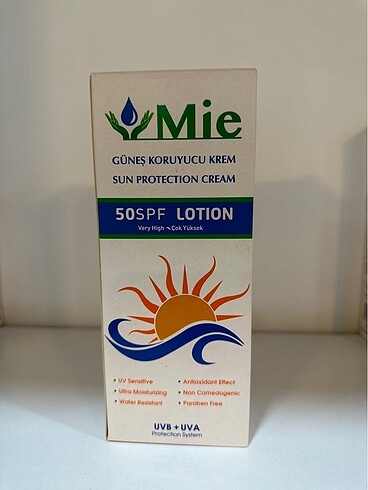 Mie
GÜNEŞ KORUYUCU KREM
SUN PROTECTION CREAM
50SPF LOTION
Very High ~ Çok Yüksek
• UV Sensitive
• Ultra Moisturizing
• Water Resistant
• Antioxidant Effect
• Non Comedogenic
• Paraben Free
UVB + UVA
Protection System